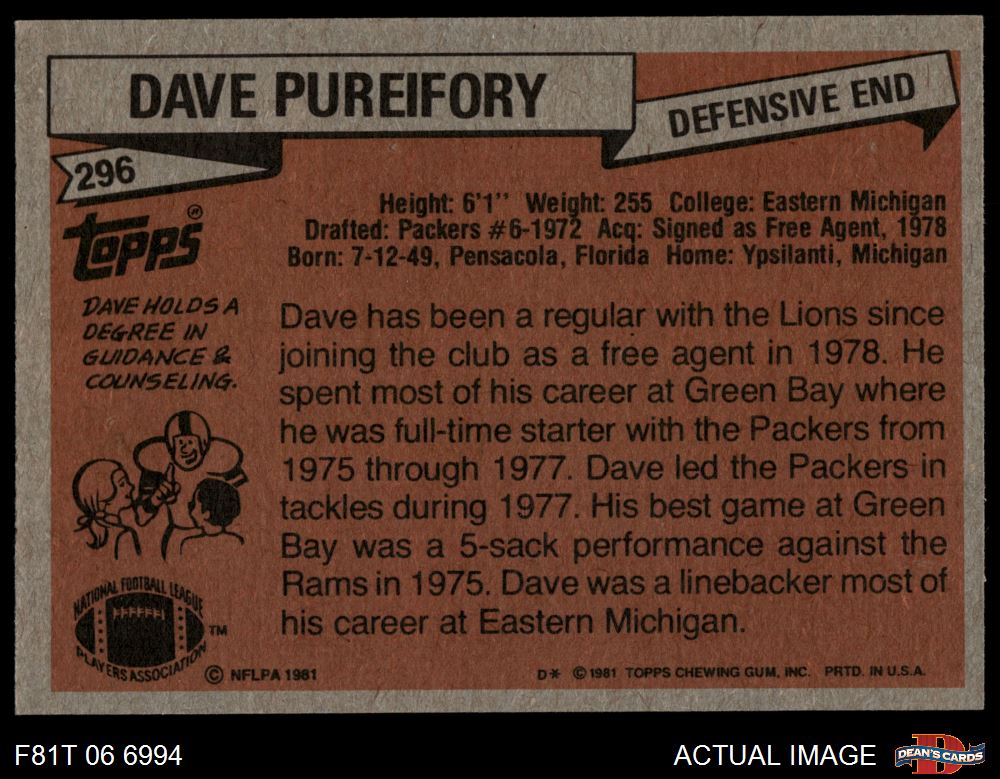 DAVE PUREIFORY
DEFENSIVE END
296
TOPPS®
Height: 6'1'' Weight: 255 College: Eastern Michigan
Drafted: Packers #6-1972 Acq: Signed as Free Agent, 1978
Born: 7-12-49, Pensacola, Florida Home: Ypsilanti, Michigan
DAVE HOLDS A
DEGREE IN
GUIDANCE &
COUNSELING.
Dave has been a regular with the Lions since
joining the club as a free agent in 1978. He
spent most of his career at Green Bay where
he was full-time starter with the Packers from
1975 through 1977. Dave led the Packers in
tackles during 1977. His best game at Green
Bay was a 5-sack performance against the
Rams in 1975. Dave was a linebacker most of
his career at Eastern Michigan.
NATIONAL FOOTBALL LEAGUE
PLAYERS ASSOCIATION
TM
© NFLPA 1981
D* © 1981 TOPPS CHEWING GUM, INC. PRTD. IN U.S.A.
F81T 06 6994
ACTUAL IMAGE
D
DEAN'S CARDS